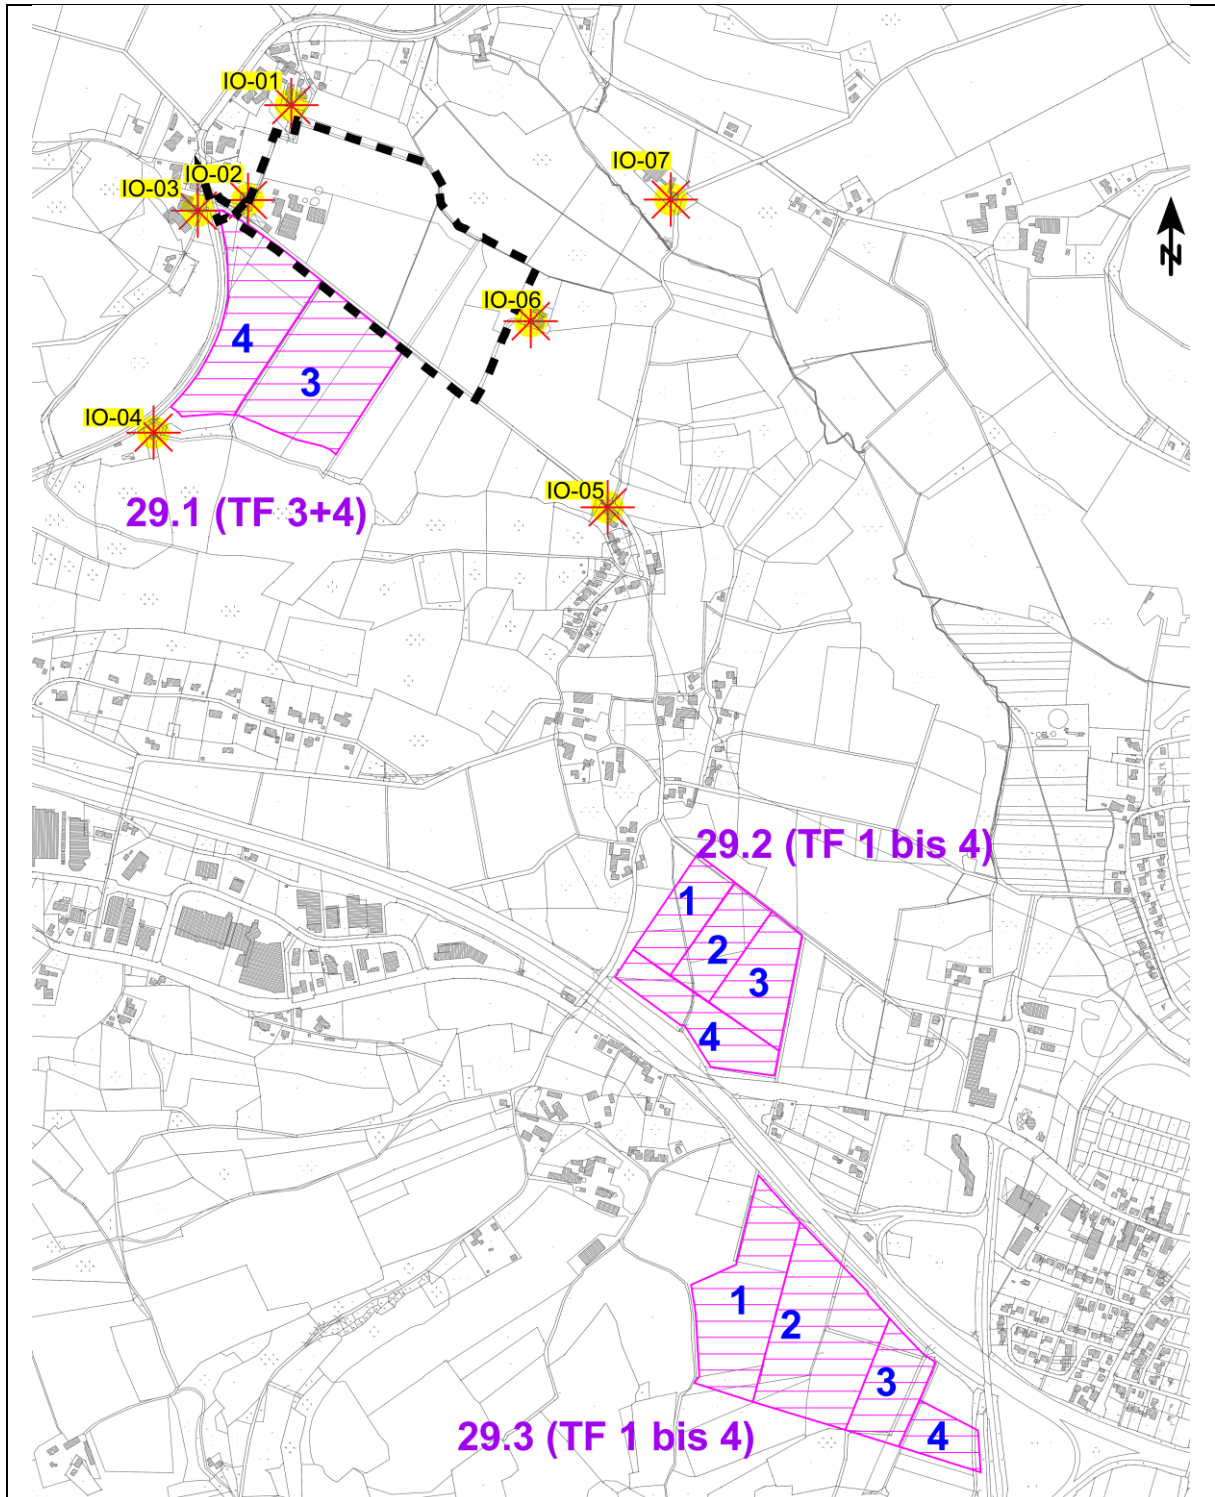 IO-01
IO-07
IO-02
IO-03
N
IO-06
4
3
IO-04
IO-05
29.1 (TF 3+4)
29.2 (TF 1 bis 4)
1
2
3
4
1
2
3
29.3 (TF 1 bis 4)
4